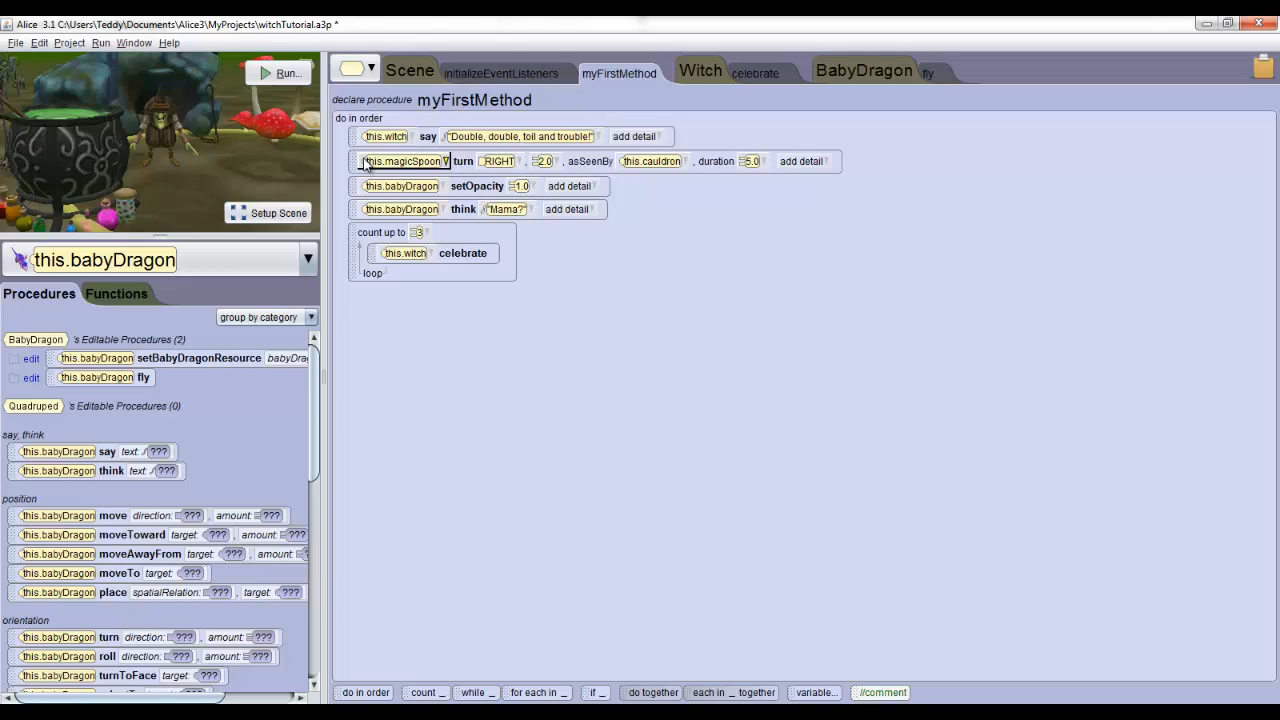 Alice 3.1 C:\Users\Teddy\Documents\Alice3\MyProjects\witchTutorial.a3p *
File Edit Project Run Window Help
Run...
Setup Scene
this.babyDragon
Procedures Functions
group by category
BabyDragon 's Editable Procedures (2)
edit this.babyDragon setBabyDragonResource babyDra
edit this.babyDragon fly
Quadruped 's Editable Procedures (0)
say, think
this.babyDragon say text: ???
this.babyDragon think text: ???
position
this.babyDragon move direction: ??? , amount: ???
this.babyDragon moveToward target: ??? , amount: ???
this.babyDragon moveAwayFrom target: ??? , amount: ???
this.babyDragon moveTo target: ???
this.babyDragon place spatialRelation: ??? , target: ???
orientation
this.babyDragon turn direction: ??? , amount: ???
this.babyDragon roll direction: ??? , amount: ???
this.babyDragon turnToFace target: ???
Scene initializeEventListeners myFirstMethod Witch celebrate BabyDragon fly
declare procedure myFirstMethod
do in order
this.witch say "Double, double, toil and trouble!" add detail
this.magicSpoon turn RIGHT , 2.0 , asSeenBy this.cauldron , duration 5.0 add detail
this.babyDragon setOpacity 1.0 add detail
this.babyDragon think "Mama?" add detail
count up to 3
this.witch celebrate
loop
do in order count _ while _ for each in _ if _ do together each in _ together variable... //comment